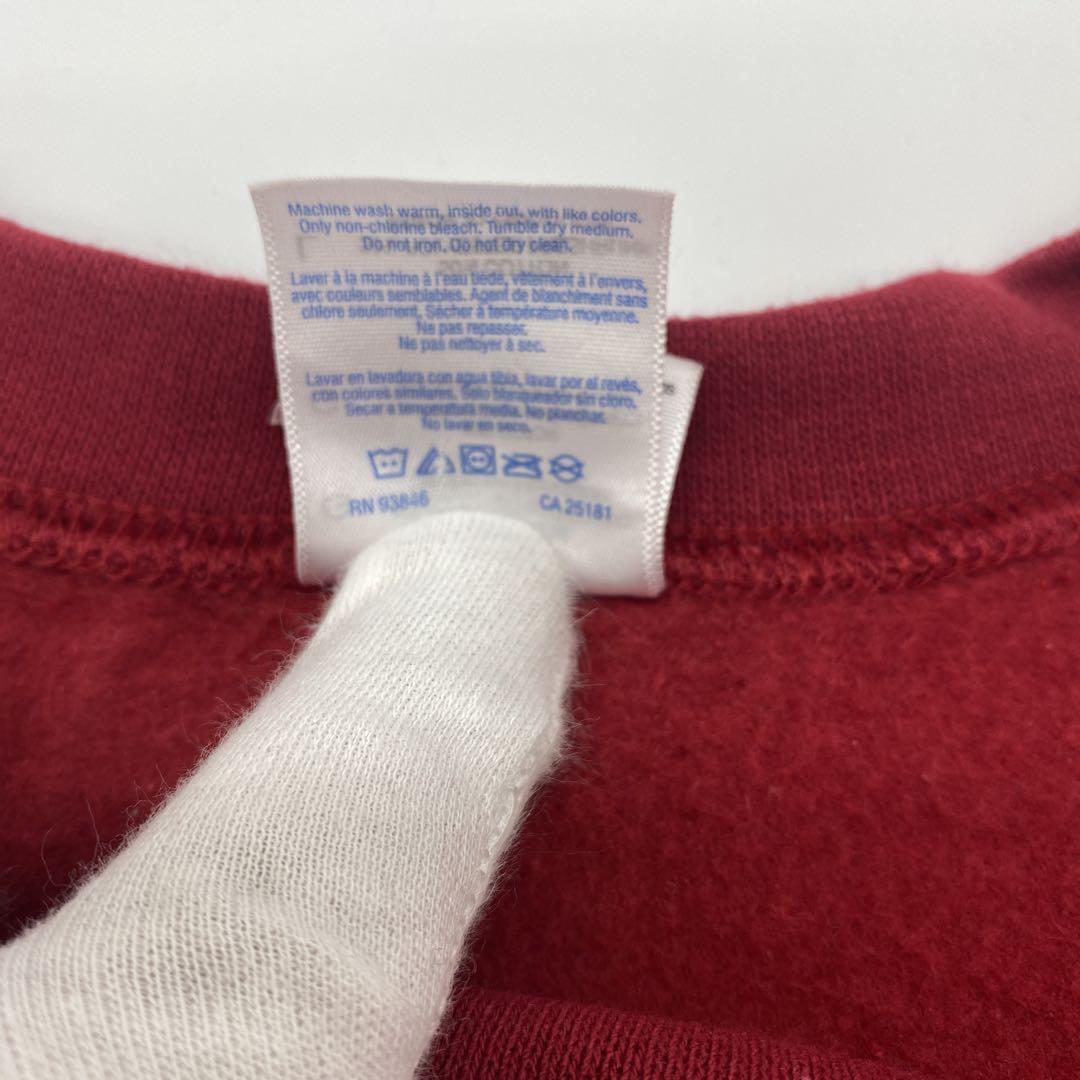 Machine wash warm, inside out, with like colors.
Only non-chlorine bleach. Tumble dry medium.
Do not iron. Do not dry clean.
Laver à la machine à l'eau tiède, vêtement à l'envers,
avec couleurs semblables. Agent de blanchiment sans
chlore seulement. Sécher à température moyenne.
Ne pas repasser.
Ne pas nettoyer à sec.
Lavar en lavadora con agua tibia, lavar por el revés,
con colores similares. Solo blanqueador sin cloro.
Secar a temperatura media. No planchar.
No lavar en seco.
RN 93846 CA 25181